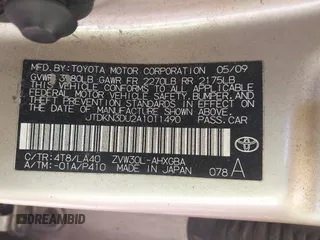 MFD.BY:TOYOTA MOTOR CORPORATION 05/09
GVWR 3980LB GAWR FR 2270LB RR 2175LB
THIS VEHICLE CONFORMS TO ALL APPLI-
CABLE FEDERAL MOTOR VEHICLE
SAFETY, BUMPER, AND THEFT PREVENTION
STANDARDS IN EFFECT ON
THE DATE OF MANUFACTURE SHOWN ABOVE.
JTDKN3DU2A1011490 PASS.CAR
C/TR:4T8/LA40 ZVW30L-AHXGBA
A/TM:-01A/P410 MADE IN JAPAN 078 A
DREAMBID